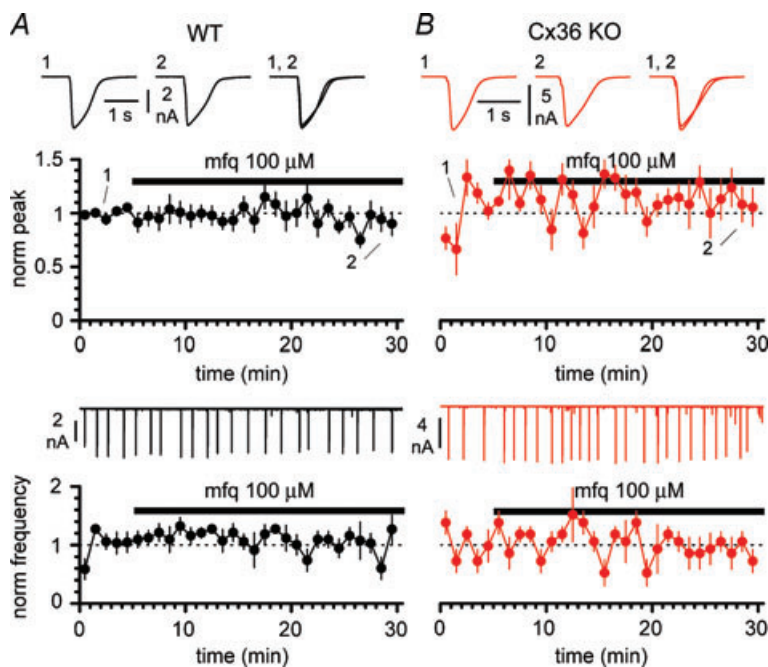 A WT
1 2 1, 2
1 s 2 nA
1.5
mfq 100 µM
1
2
norm peak
1
0.5
0
0 10 20 30
time (min)
2 nA
2
mfq 100 µM
norm frequency
1
0
0 10 20 30
time (min)
B Cx36 KO
1 2 1, 2
1 s 5 nA
mfq 100 µM
1
2
0 10 20 30
time (min)
4 nA
mfq 100 µM
0 10 20 30
time (min)